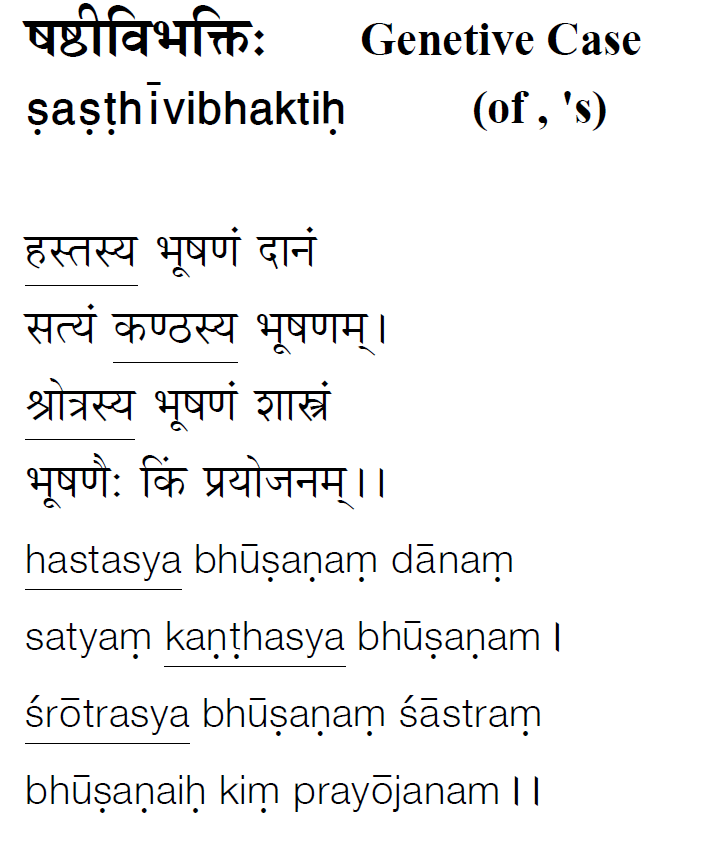 षष्ठीविभक्तिः Genetive Case
ṣaṣṭhīvibhaktiḥ (of , 's)
हस्तस्य भूषणं दानं
सत्यं कण्ठस्य भूषणम्।
श्रोत्रस्य भूषणं शास्त्रं
भूषणैः किं प्रयोजनम्।।
hastasya bhūṣaṇaṃ dānaṃ
satyaṃ kaṇṭhasya bhūṣaṇam।
śrōtrasya bhūṣaṇaṃ śāstraṃ
bhūṣaṇaiḥ kiṃ prayōjanam।।